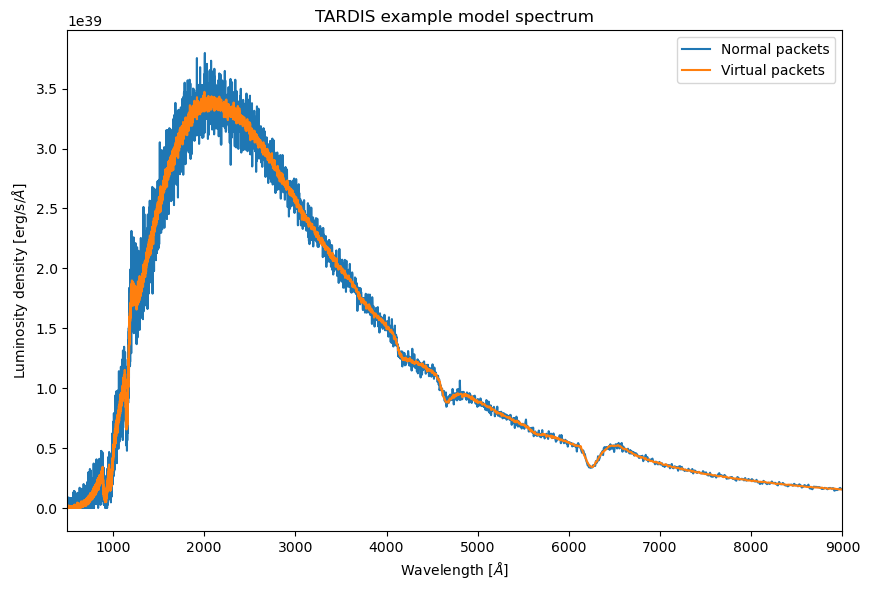 TARDIS example model spectrum
1e39
Normal packets
Virtual packets
3.5
3.0
2.5
2.0
1.5
1.0
0.5
0.0
Luminosity density [erg/s/Å]
1000 2000 3000 4000 5000 6000 7000 8000 9000
Wavelength [Å]